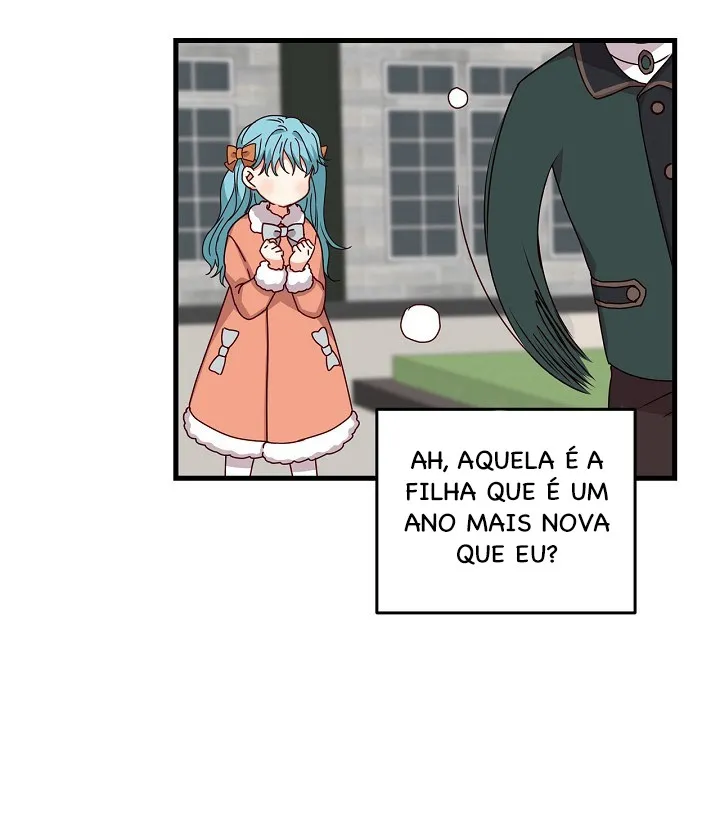 AH, AQUELA É A
FILHA QUE É UM
ANO MAIS NOVA
QUE EU?